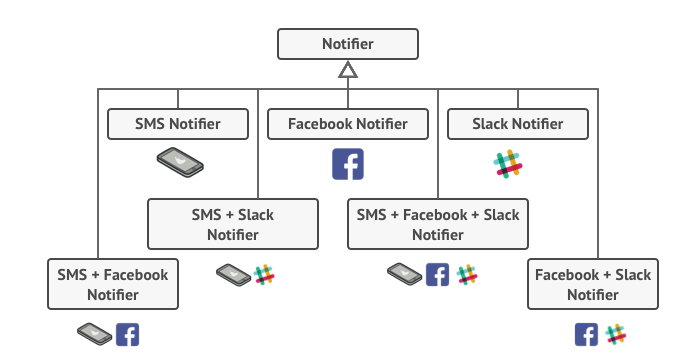 Notifier
SMS Notifier
Facebook Notifier
Slack Notifier
SMS + Slack
Notifier
SMS + Facebook + Slack
Notifier
SMS + Facebook
Notifier
Facebook + Slack
Notifier